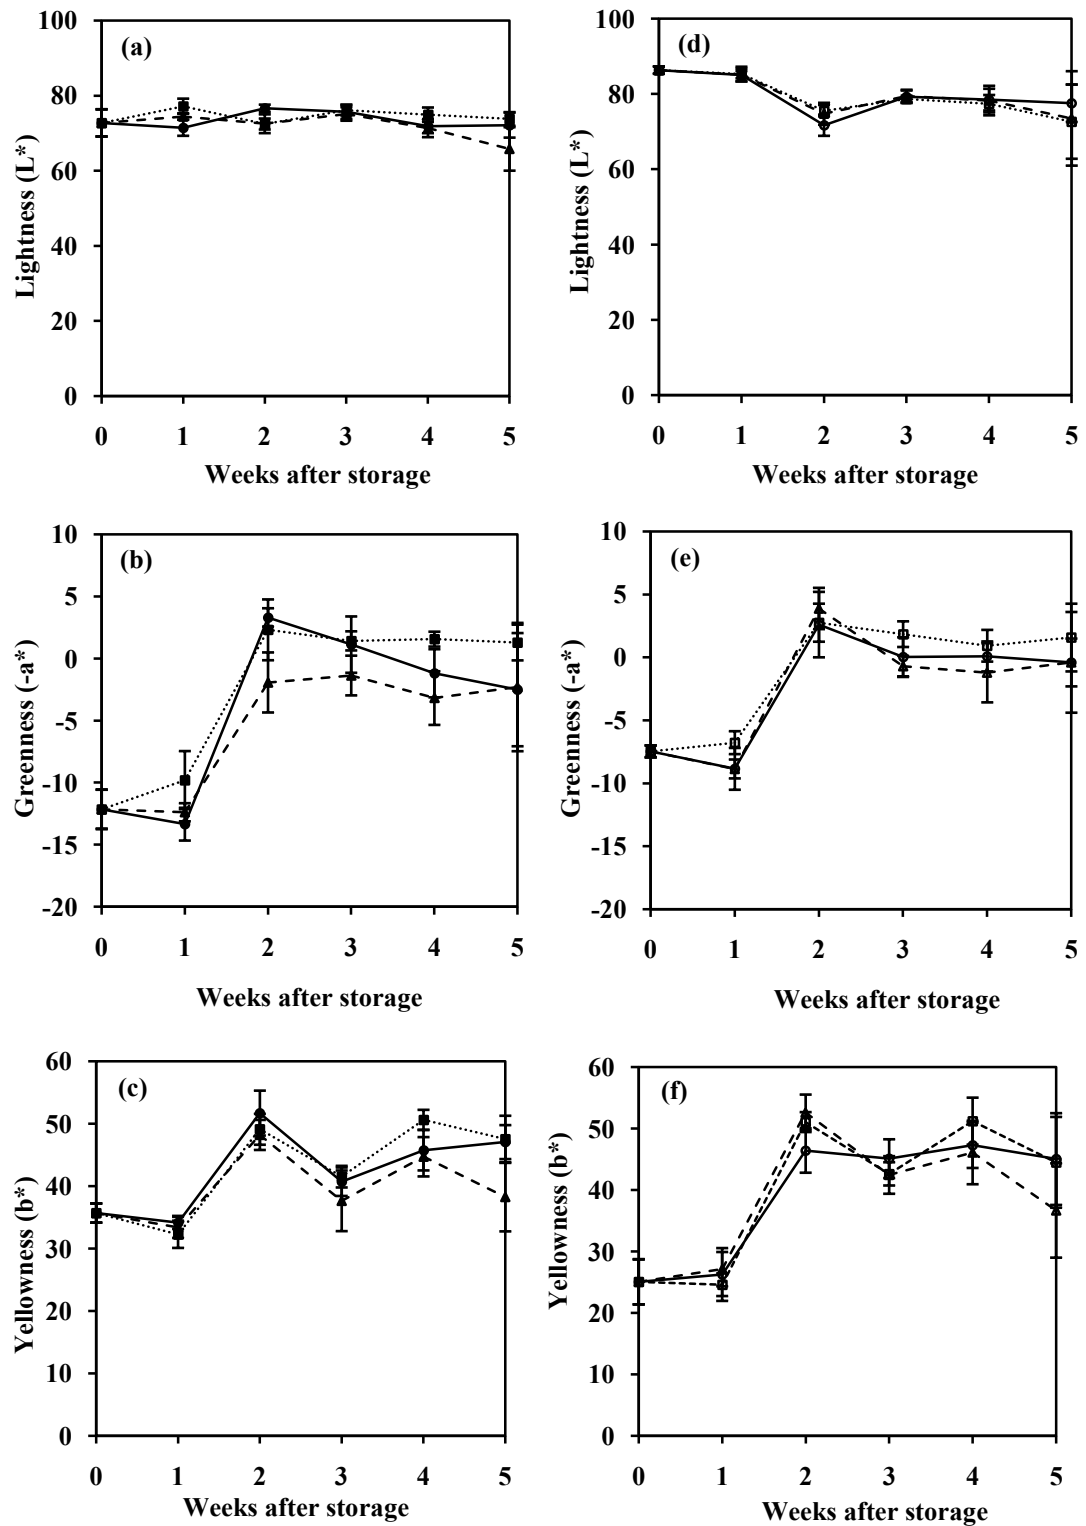 (a)
100
80
60
40
20
0
Lightness (L*)
0 1 2 3 4 5
Weeks after storage
(d)
100
80
60
40
20
0
Lightness (L*)
0 1 2 3 4 5
Weeks after storage
(b)
10
5
0
-5
-10
-15
-20
Greenness (-a*)
0 1 2 3 4 5
Weeks after storage
(e)
10
5
0
-5
-10
-15
-20
Greenness (-a*)
0 1 2 3 4 5
Weeks after storage
(c)
60
50
40
30
20
10
0
Yellowness (b*)
0 1 2 3 4 5
Weeks after storage
(f)
60
50
40
30
20
10
0
Yellowness (b*)
0 1 2 3 4 5
Weeks after storage